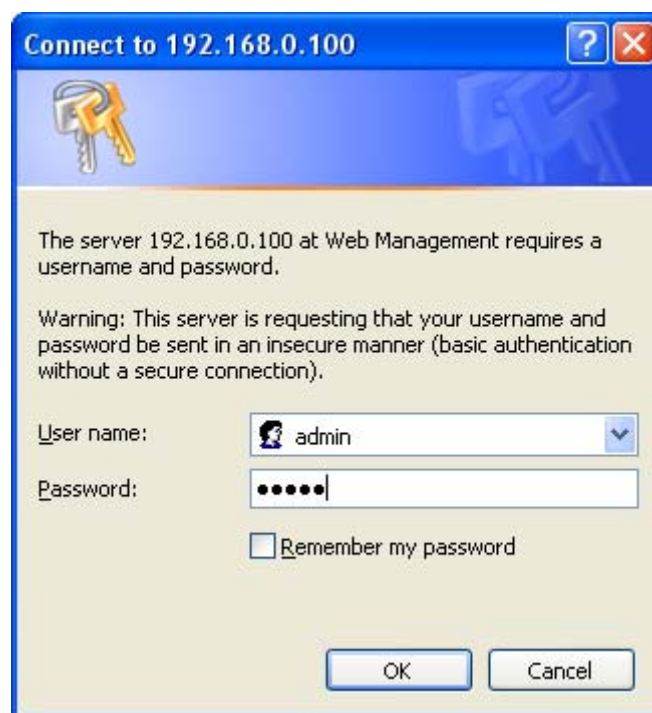 Connect to 192.168.0.100
The server 192.168.0.100 at Web Management requires a
username and password.
Warning: This server is requesting that your username and
password be sent in an insecure manner (basic authentication
without a secure connection).
User name:
admin
Password:
●●●●●
Remember my password
OK
Cancel